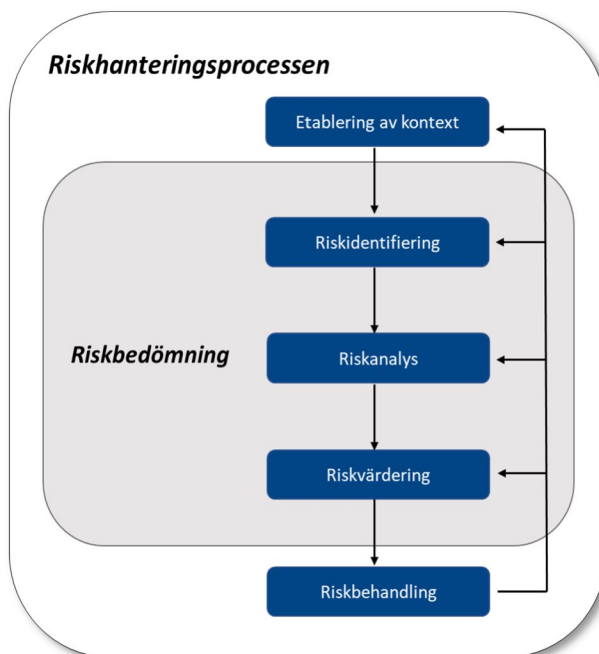 Riskhanteringsprocessen
Etablering av kontext
Riskidentifiering
Riskbedömning
Riskanalys
Riskvärdering
Riskbehandling